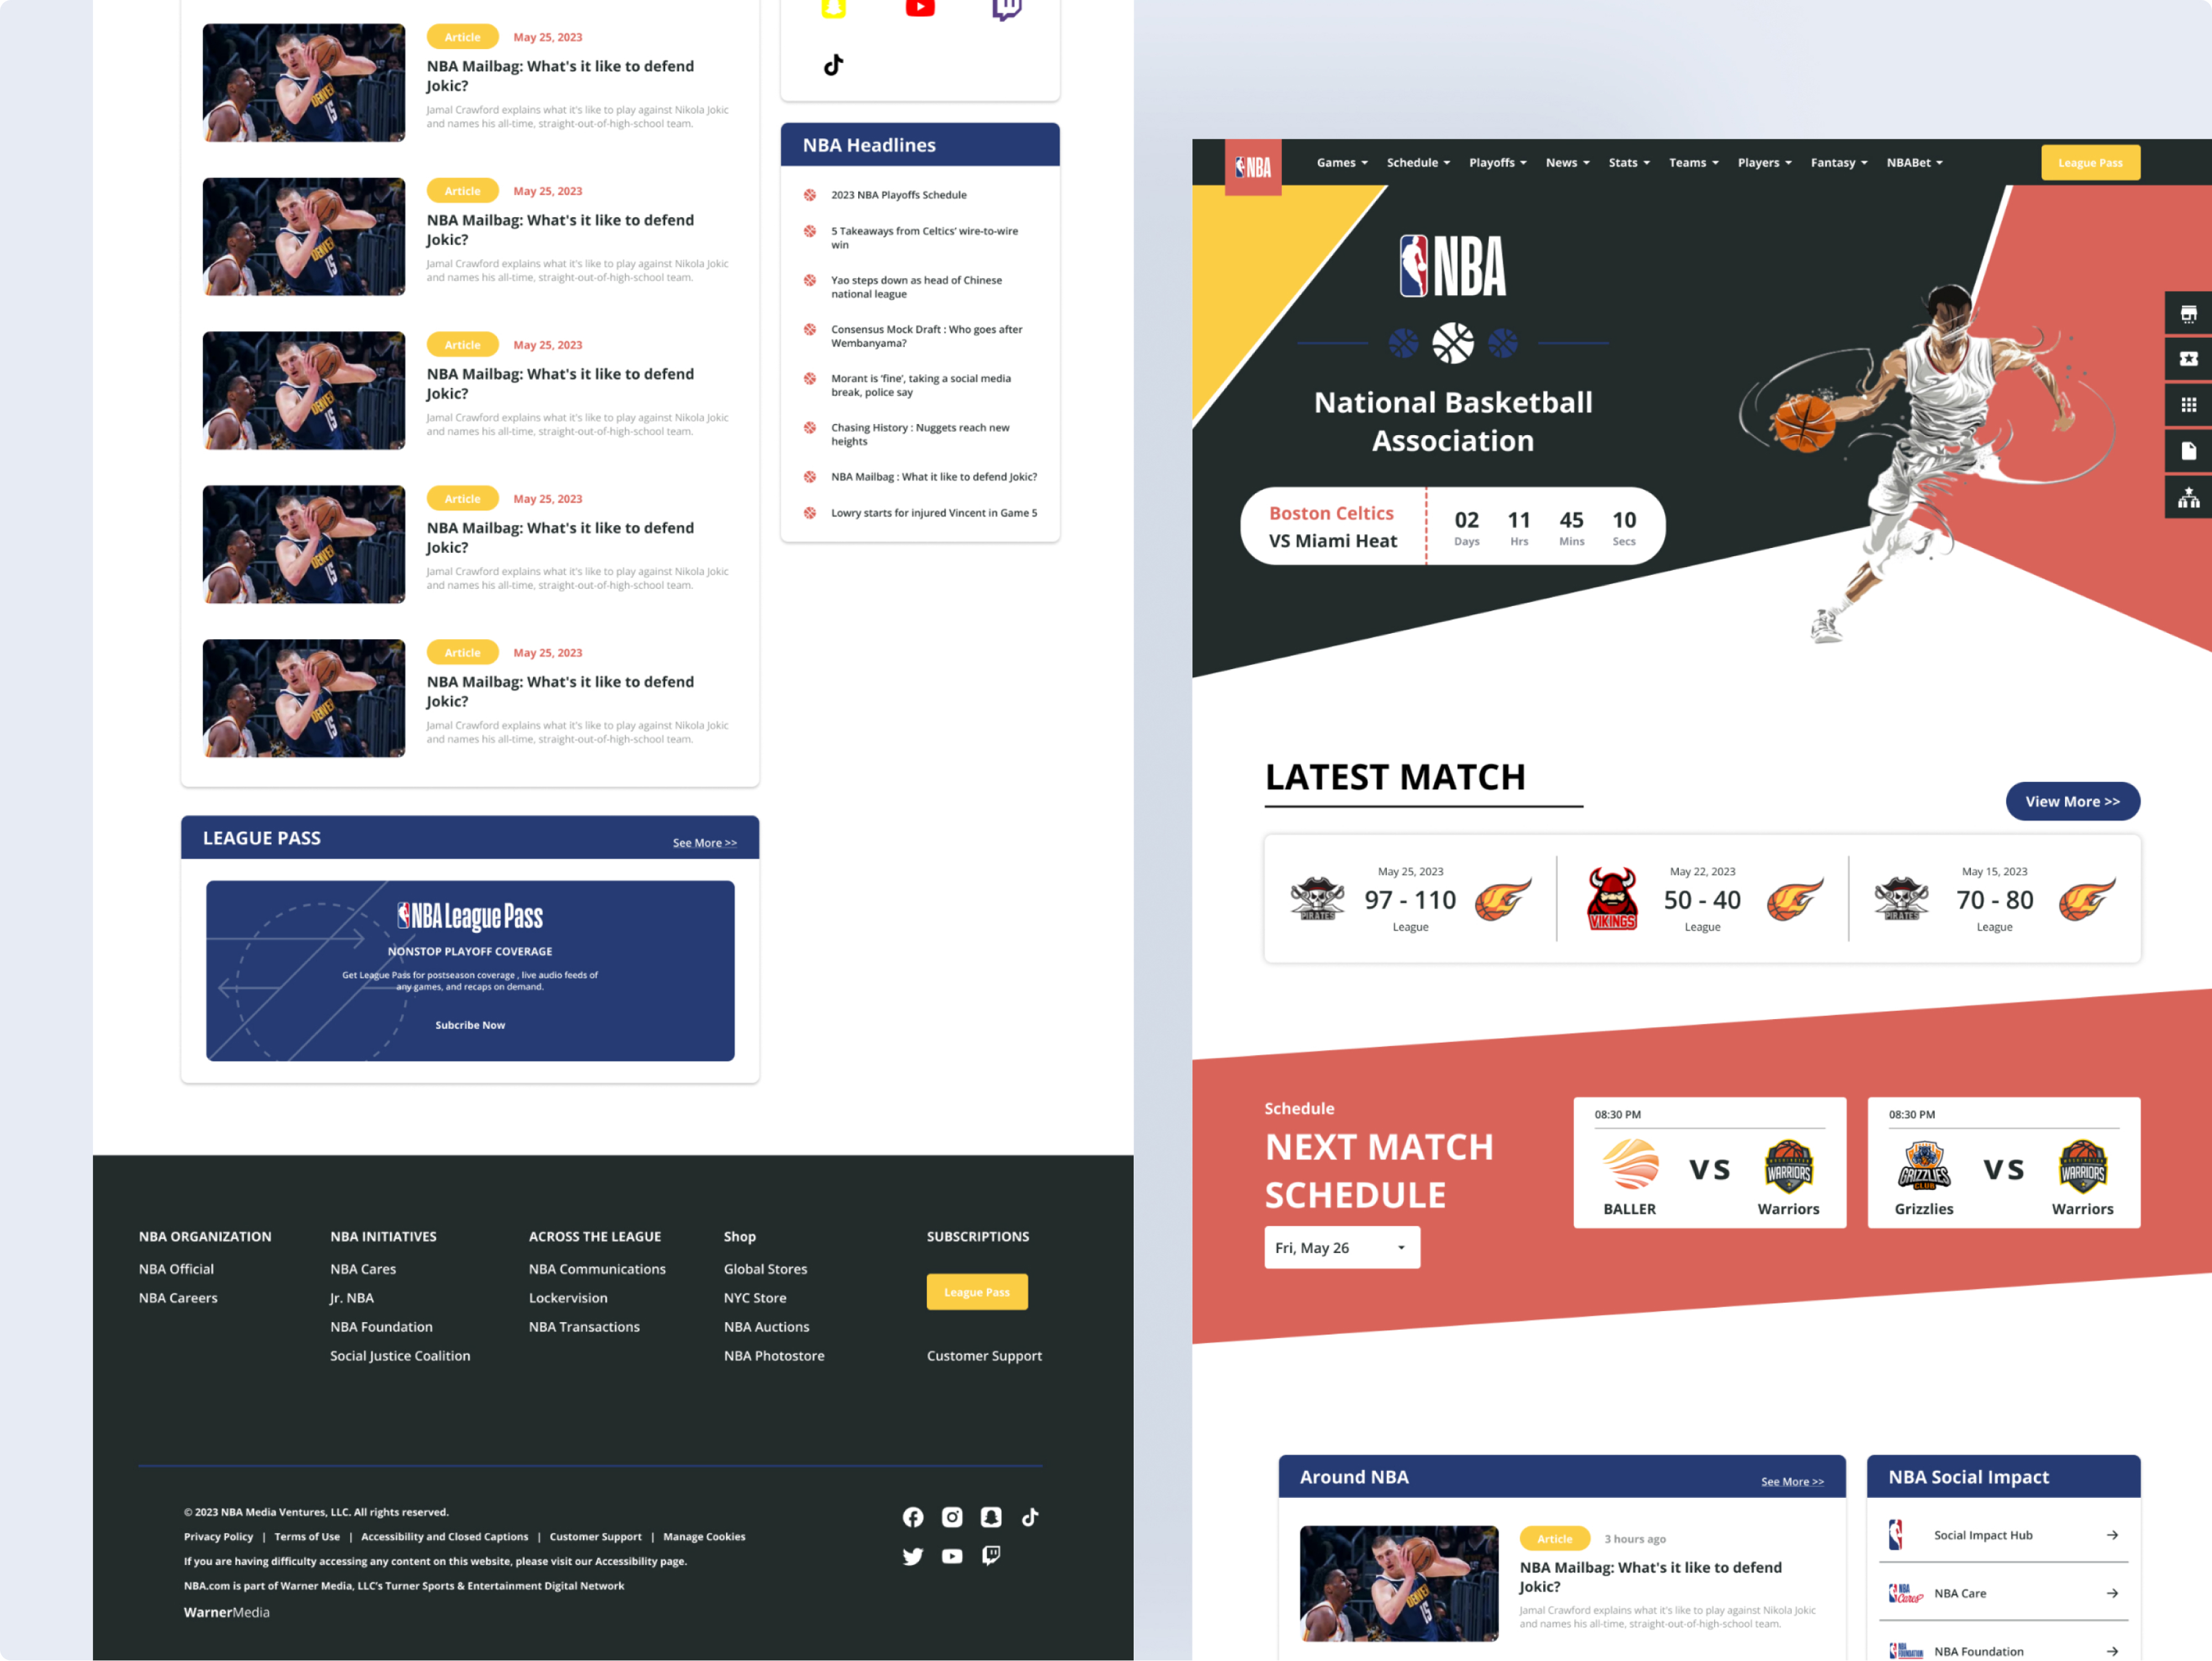 Article May 25, 2023
NBA Mailbag: What's it like to defend
Jokic?
Jamal Crawford explains what it's like to play against Nikola Jokic
and names his all-time, straight-out-of-high-school team.
Article May 25, 2023
NBA Mailbag: What's it like to defend
Jokic?
Jamal Crawford explains what it's like to play against Nikola Jokic
and names his all-time, straight-out-of-high-school team.
Article May 25, 2023
NBA Mailbag: What's it like to defend
Jokic?
Jamal Crawford explains what it's like to play against Nikola Jokic
and names his all-time, straight-out-of-high-school team.
Article May 25, 2023
NBA Mailbag: What's it like to defend
Jokic?
Jamal Crawford explains what it's like to play against Nikola Jokic
and names his all-time, straight-out-of-high-school team.
Article May 25, 2023
NBA Mailbag: What's it like to defend
Jokic?
Jamal Crawford explains what it's like to play against Nikola Jokic
and names his all-time, straight-out-of-high-school team.
DENVER
15
DENVER
15
DENVER
15
DENVER
15
DENVER
15
NBA Headlines
2023 NBA Playoffs Schedule
5 Takeaways from Celtics' wire-to-wire
win
Yao steps down as head of Chinese
national league
Consensus Mock Draft : Who goes after
Wembanyama?
Morant is 'fine', taking a social media
break, police say
Chasing History : Nuggets reach new
heights
NBA Mailbag : What it like to defend Jokic?
Lowry starts for injured Vincent in Game 5
LEAGUE PASS
See More >>
NBA League Pass
NONSTOP PLAYOFF COVERAGE
Get League Pass for postseason coverage , live audio feeds of
any games, and recaps on demand.
Subcribe Now
NBA ORGANIZATION
NBA Official
NBA Careers
NBA INITIATIVES
NBA Cares
Jr. NBA
NBA Foundation
Social Justice Coalition
ACROSS THE LEAGUE
NBA Communications
Lockervision
NBA Transactions
Shop
Global Stores
NYC Store
NBA Auctions
NBA Photostore
SUBSCRIPTIONS
League Pass
Customer Support
© 2023 NBA Media Ventures, LLC. All rights reserved.
Privacy Policy | Terms of Use | Accessibility and Closed Captions | Customer Support | Manage Cookies
If you are having difficulty accessing any content on this website, please visit our Accessibility page.
NBA.com is part of Warner Media, LLC's Turner Sports & Entertainment Digital Network
WarnerMedia
NBA
Games Schedule Playoffs News Stats Teams Players Fantasy NBABet League Pass
NBA
National Basketball
Association
Boston Celtics
VS Miami Heat
02 11 45 10
Days Hrs Mins Secs
LATEST MATCH
View More >>
PIRATES
May 25, 2023
97 - 110
League
VIKINGS
May 22, 2023
50 - 40
League
PIRATES
May 15, 2023
70 - 80
League
Schedule
NEXT MATCH
SCHEDULE
Fri, May 26
08:30 PM
VS
WARRIORS
BALLER Warriors
08:30 PM
GRIZZLIES
CLUB
VS
WARRIORS
Grizzlies Warriors
Around NBA
See More >>
DENVER
15
Article 3 hours ago
NBA Mailbag: What's it like to defend
Jokic?
Jamal Crawford explains what it's like to play against Nikola Jokic
and names his all-time, straight-out-of-high-school team.
NBA Social Impact
Social Impact Hub
NBA Cares
NBA Care
NBA FOUNDATION
NBA Foundation